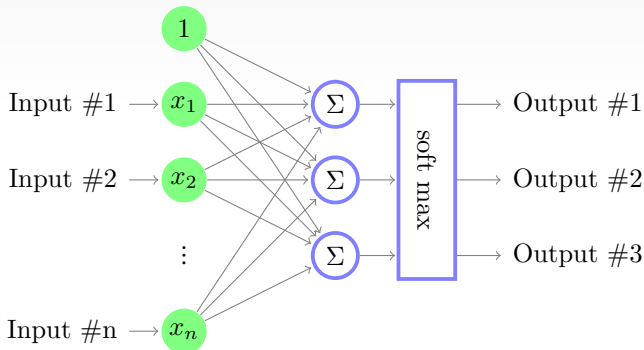 1
Input #1 x₁ Σ Output #1
Input #2 x₂ Σ soft max Output #2
⋮ Σ Output #3
Input #n xₙ